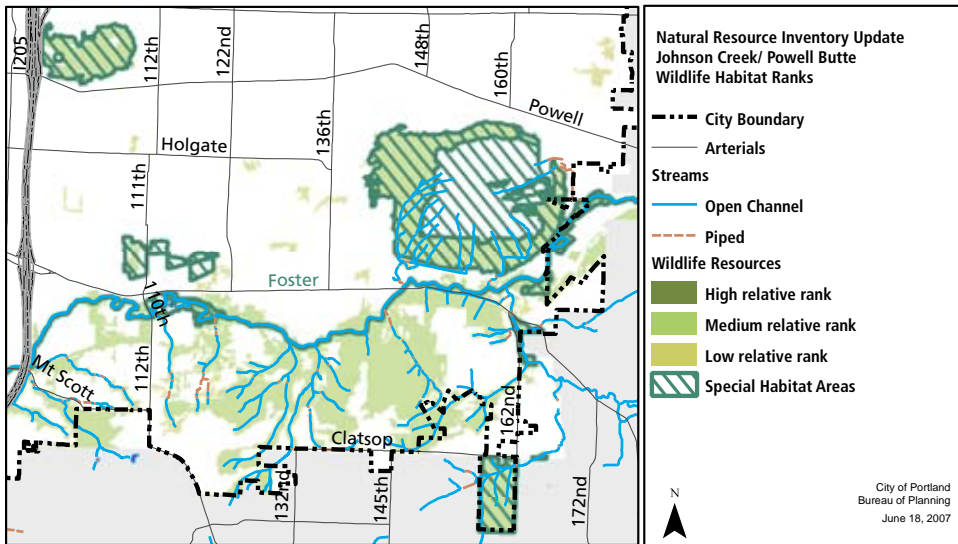 I205
112th
122nd
148th
160th
136th
Powell
Holgate
111th
Foster
110th
112th
Mt Scott
162nd
Clatsop
132nd
145th
172nd
Natural Resource Inventory Update
Johnson Creek/ Powell Butte
Wildlife Habitat Ranks
City Boundary
Arterials
Streams
Open Channel
Piped
Wildlife Resources
High relative rank
Medium relative rank
Low relative rank
Special Habitat Areas
N
City of Portland
Bureau of Planning
June 18, 2007